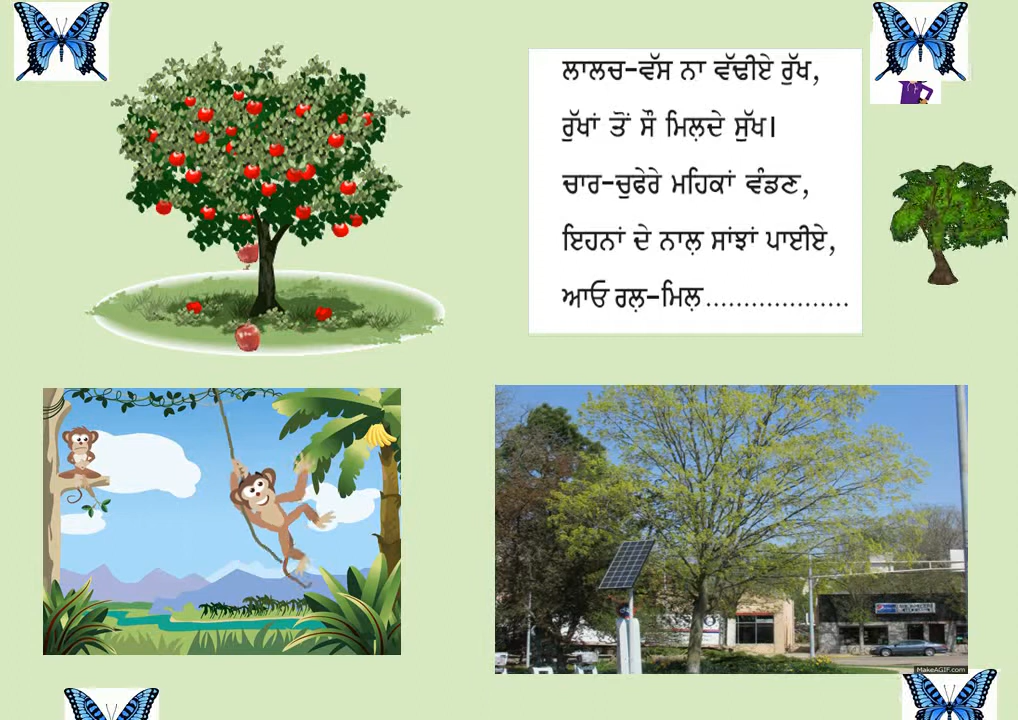 ਲਾਲਚ-ਵੱਸ ਨਾ ਵੱਢੀਏ ਰੁੱਖ,
ਰੁੱਖਾਂ ਤੋਂ ਸੌ ਮਿਲ਼ਦੇ ਸੁੱਖ।
ਚਾਰ-ਚੁਫੇਰੇ ਮਹਿਕਾਂ ਵੰਡਣ,
ਇਹਨਾਂ ਦੇ ਨਾਲ਼ ਸਾਂਝਾਂ ਪਾਈਏ,
ਆਓ ਰਲ਼-ਮਿਲ਼...................
MakeAGIF.com